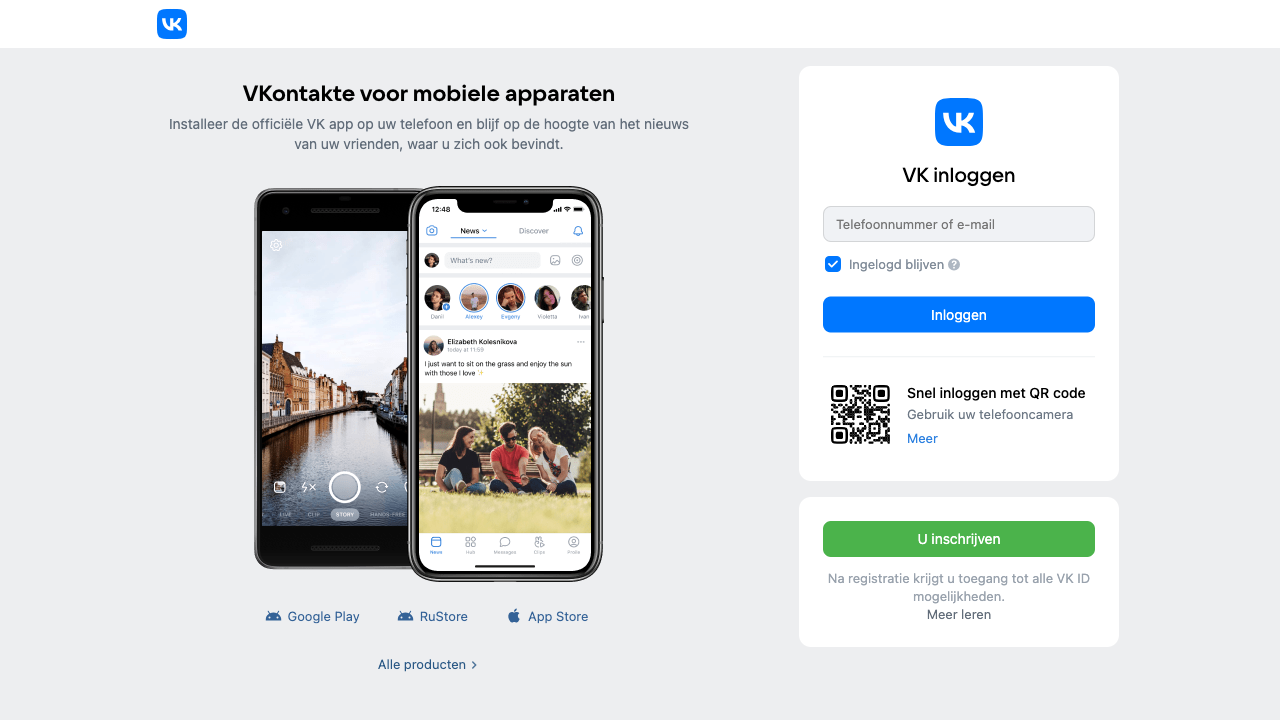 VK
VKontakte voor mobiele apparaten
Installeer de officiële VK app op uw telefoon en blijf op de hoogte van het nieuws
van uw vrienden, waar u zich ook bevindt.
12:48
News
Discover
What's new?
Danil
Alexey
Evgeny
Violetta
Ivan
Elizabeth Kolesnikova
today at 11:59
I just want to sit on the grass and enjoy the sun
with those I love ✨
LIVE
CLIP
STORY
HANDS-FREE
News
Hub
Messages
Clips
Profile
Google Play
RuStore
App Store
Alle producten
VK
VK inloggen
Telefoonnummer of e-mail
Ingelogd blijven ?
Inloggen
Snel inloggen met QR code
Gebruik uw telefooncamera
Meer
U inschrijven
Na registratie krijgt u toegang tot alle VK ID
mogelijkheden.
Meer leren